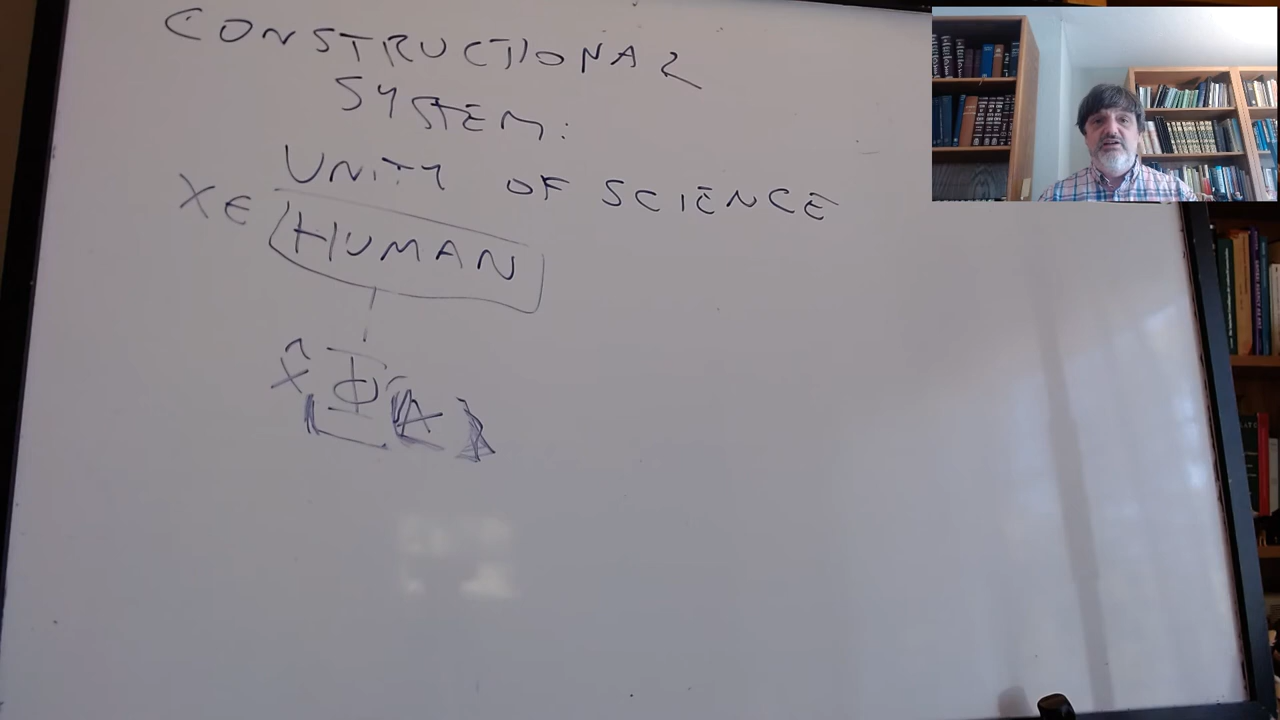 CONSTRUCTIONAL
SYSTEM:
UNITY OF SCIENCE
X ∈ HUMAN
x̂ Φ (x)